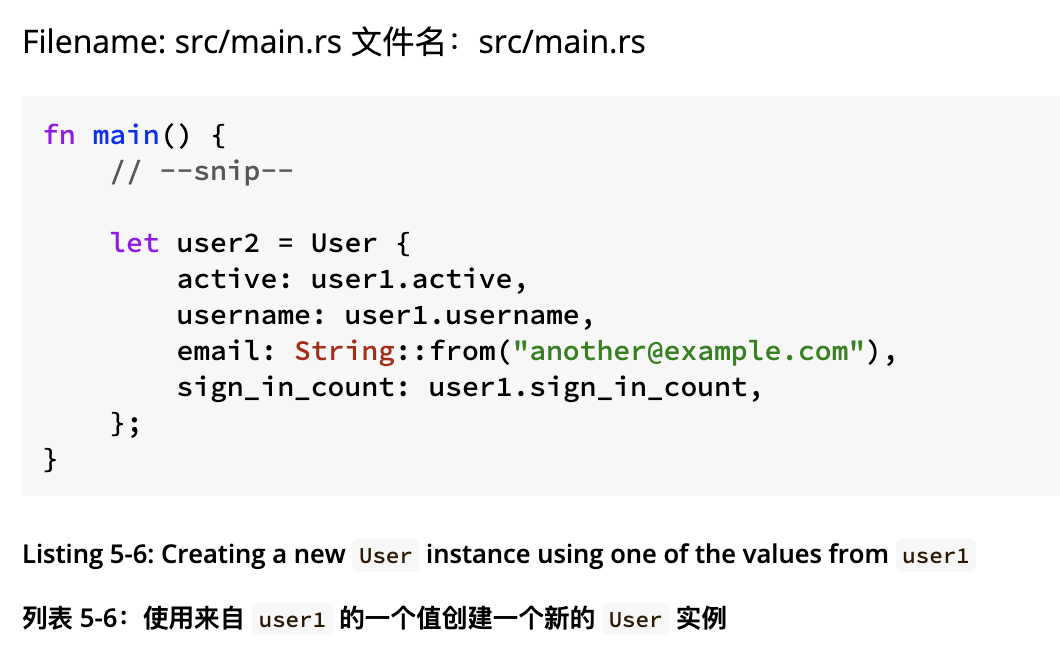 Filename: src/main.rs 文件名：src/main.rs
fn main() {
    // --snip--

    let user2 = User {
        active: user1.active,
        username: user1.username,
        email: String::from("another@example.com"),
        sign_in_count: user1.sign_in_count,
    };
}
Listing 5-6: Creating a new User instance using one of the values from user1
列表 5-6：使用来自 user1 的一个值创建一个新的 User 实例